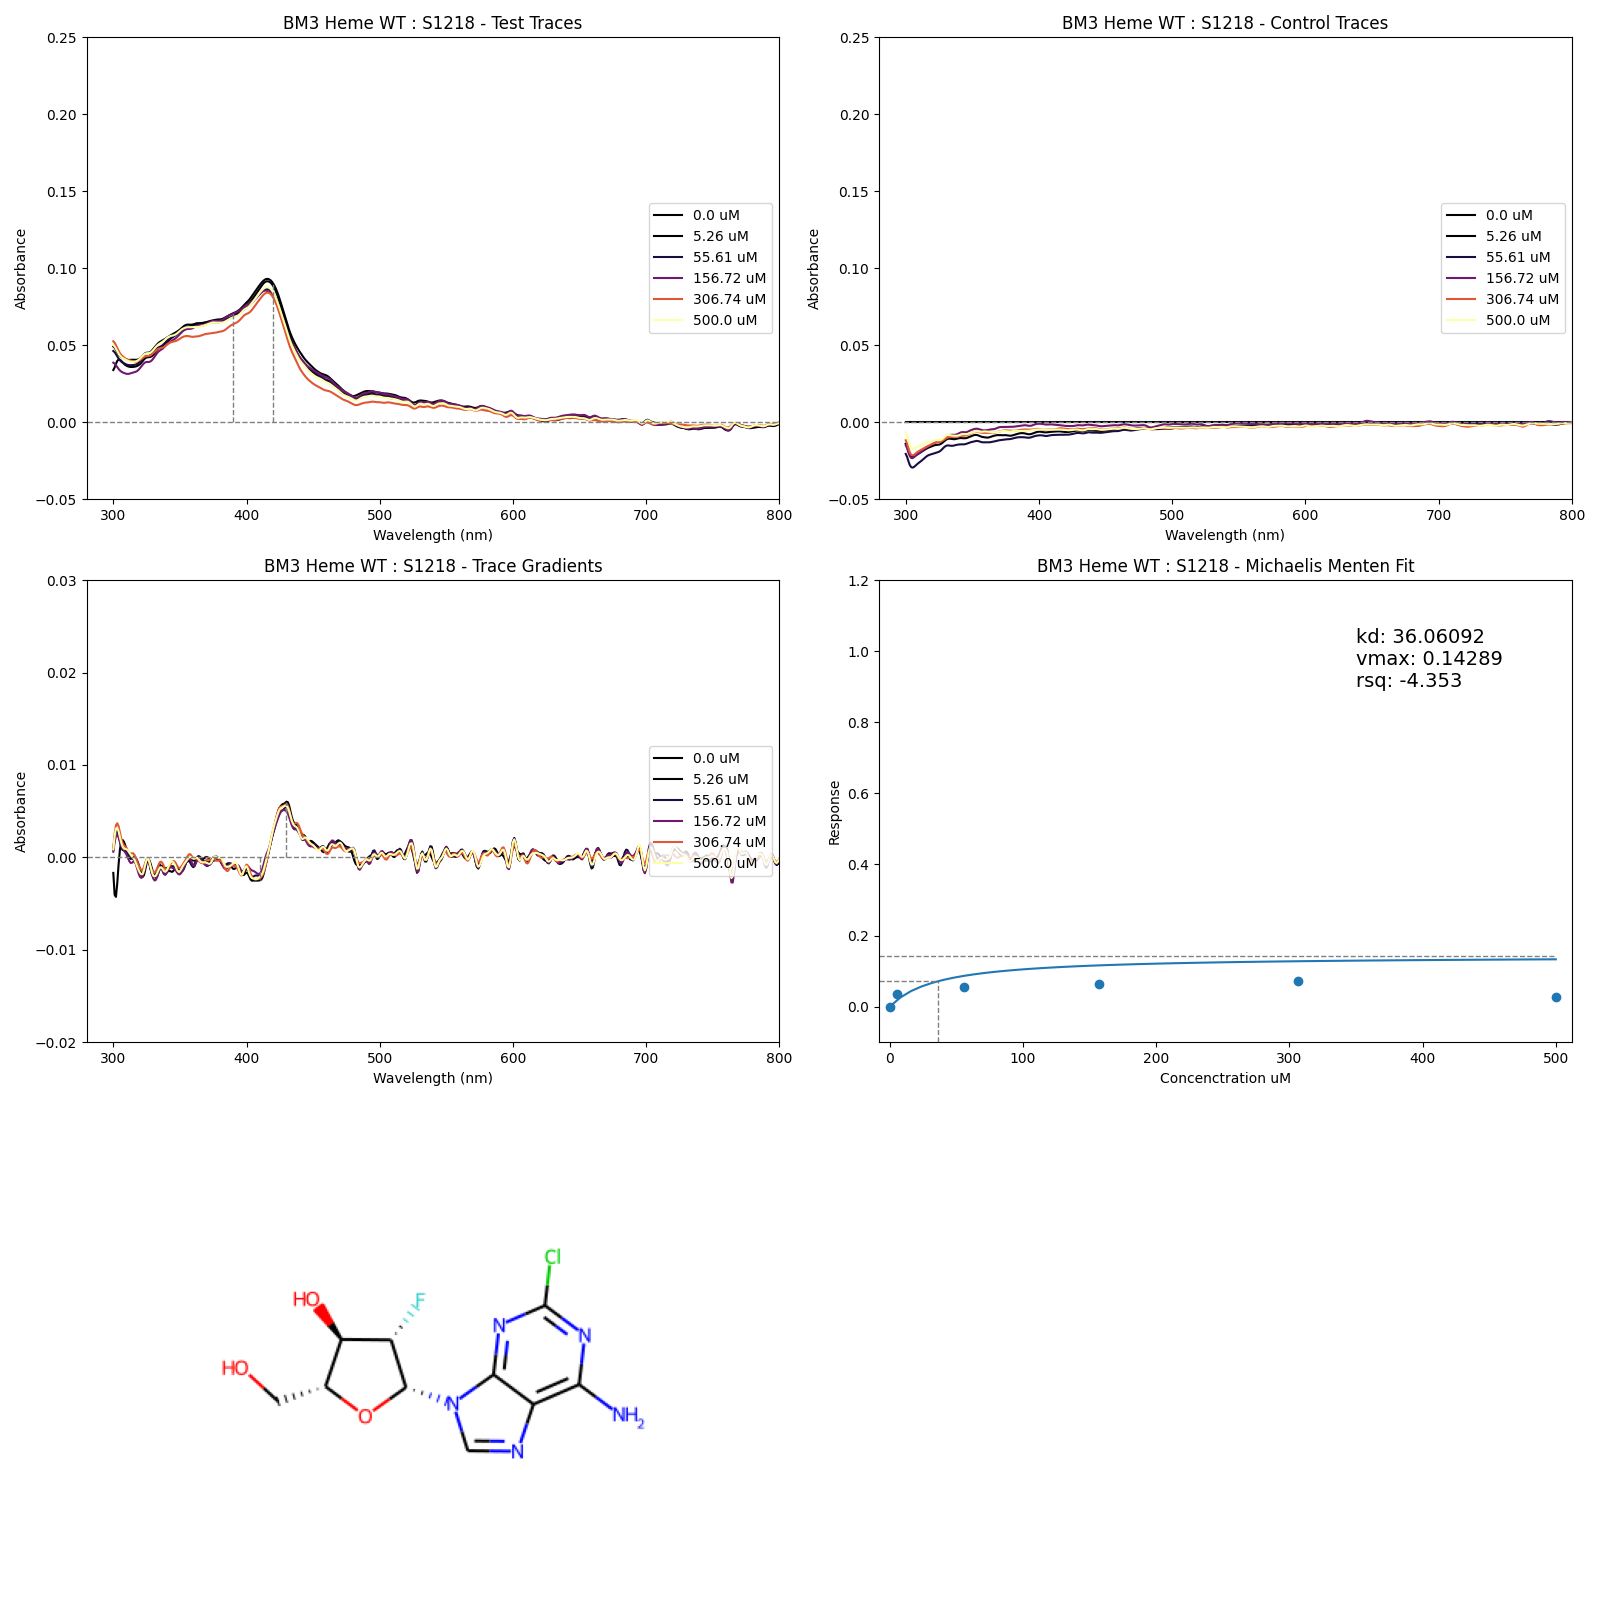 BM3 Heme WT : S1218 - Test Traces
0.25
0.20
0.15
0.10
0.05
0.00
−0.05
Absorbance
300 400 500 600 700 800
Wavelength (nm)
0.0 uM
5.26 uM
55.61 uM
156.72 uM
306.74 uM
500.0 uM
BM3 Heme WT : S1218 - Control Traces
0.25
0.20
0.15
0.10
0.05
0.00
−0.05
Absorbance
300 400 500 600 700 800
Wavelength (nm)
0.0 uM
5.26 uM
55.61 uM
156.72 uM
306.74 uM
500.0 uM
BM3 Heme WT : S1218 - Trace Gradients
0.03
0.02
0.01
0.00
−0.01
−0.02
Absorbance
300 400 500 600 700 800
Wavelength (nm)
0.0 uM
5.26 uM
55.61 uM
156.72 uM
306.74 uM
500.0 uM
BM3 Heme WT : S1218 - Michaelis Menten Fit
1.2
1.0
0.8
0.6
0.4
0.2
0.0
Response
kd: 36.06092
vmax: 0.14289
rsq: -4.353
0 100 200 300 400 500
Concenctration uM
Cl
HO
F
N
N
HO
N
NH2
O
N